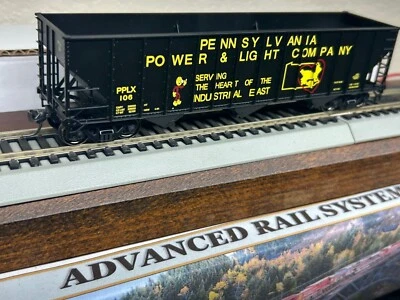 PENNSYLVANIA
POWER & LIGHT COMPANY
PPLX
106
SERVING
THE HEART OF THE
INDUSTRIAL EAST
ADVANCED RAIL SYSTEM